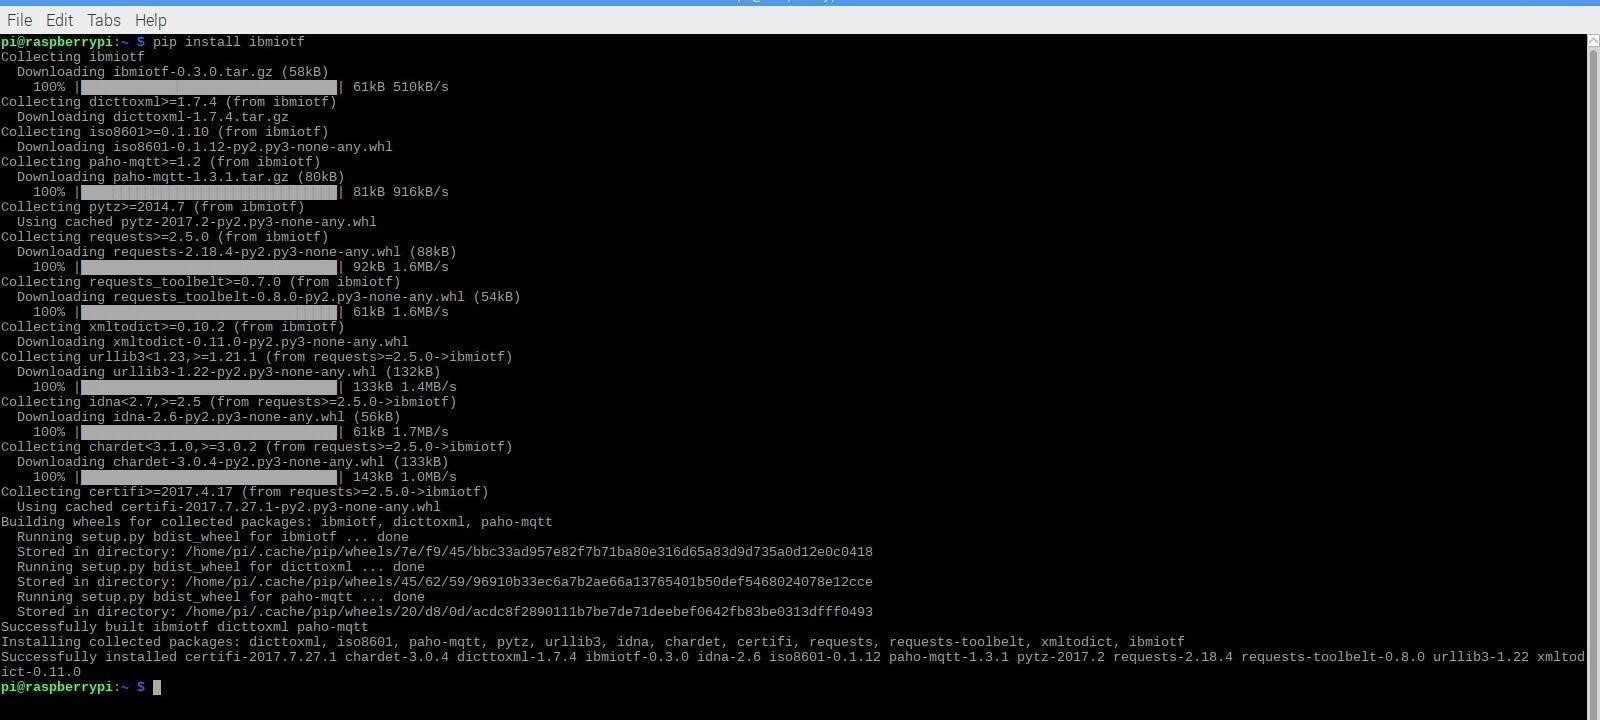 File Edit Tabs Help
pi@raspberrypi:~ $ pip install ibmiotf
Collecting ibmiotf
  Downloading ibmiotf-0.3.0.tar.gz (58kB)
    100% |████████████████████████████████| 61kB 510kB/s
Collecting dicttoxml>=1.7.4 (from ibmiotf)
  Downloading dicttoxml-1.7.4.tar.gz
Collecting iso8601>=0.1.10 (from ibmiotf)
  Downloading iso8601-0.1.12-py2.py3-none-any.whl
Collecting paho-mqtt>=1.2 (from ibmiotf)
  Downloading paho-mqtt-1.3.1.tar.gz (80kB)
    100% |████████████████████████████████| 81kB 916kB/s
Collecting pytz>=2014.7 (from ibmiotf)
  Using cached pytz-2017.2-py2.py3-none-any.whl
Collecting requests>=2.5.0 (from ibmiotf)
  Downloading requests-2.18.4-py2.py3-none-any.whl (88kB)
    100% |████████████████████████████████| 92kB 1.6MB/s
Collecting requests_toolbelt>=0.7.0 (from ibmiotf)
  Downloading requests_toolbelt-0.8.0-py2.py3-none-any.whl (54kB)
    100% |████████████████████████████████| 61kB 1.6MB/s
Collecting xmltodict>=0.10.2 (from ibmiotf)
  Downloading xmltodict-0.11.0-py2.py3-none-any.whl
Collecting urllib3<1.23,>=1.21.1 (from requests>=2.5.0->ibmiotf)
  Downloading urllib3-1.22-py2.py3-none-any.whl (132kB)
    100% |████████████████████████████████| 133kB 1.4MB/s
Collecting idna<2.7,>=2.5 (from requests>=2.5.0->ibmiotf)
  Downloading idna-2.6-py2.py3-none-any.whl (56kB)
    100% |████████████████████████████████| 61kB 1.7MB/s
Collecting chardet<3.1.0,>=3.0.2 (from requests>=2.5.0->ibmiotf)
  Downloading chardet-3.0.4-py2.py3-none-any.whl (133kB)
    100% |████████████████████████████████| 143kB 1.0MB/s
Collecting certifi>=2017.4.17 (from requests>=2.5.0->ibmiotf)
  Using cached certifi-2017.7.27.1-py2.py3-none-any.whl
Building wheels for collected packages: ibmiotf, dicttoxml, paho-mqtt
  Running setup.py bdist_wheel for ibmiotf ... done
  Stored in directory: /home/pi/.cache/pip/wheels/7e/f9/45/bbc33ad957e82f7b71ba80e316d65a83d9d735a0d12e0c0418
  Running setup.py bdist_wheel for dicttoxml ... done
  Stored in directory: /home/pi/.cache/pip/wheels/45/62/59/96910b33ec6a7b2ae66a13765401b50def5468024078e12cce
  Running setup.py bdist_wheel for paho-mqtt ... done
  Stored in directory: /home/pi/.cache/pip/wheels/20/d8/0d/acdc8f2890111b7be7de71deebef0642fb83be0313dfff0493
Successfully built ibmiotf dicttoxml paho-mqtt
Installing collected packages: dicttoxml, iso8601, paho-mqtt, pytz, urllib3, idna, chardet, certifi, requests, requests-toolbelt, xmltodict, ibmiotf
Successfully installed certifi-2017.7.27.1 chardet-3.0.4 dicttoxml-1.7.4 ibmiotf-0.3.0 idna-2.6 iso8601-0.1.12 paho-mqtt-1.3.1 pytz-2017.2 requests-2.18.4 requests-toolbelt-0.8.0 urllib3-1.22 xmltod
ict-0.11.0
pi@raspberrypi:~ $